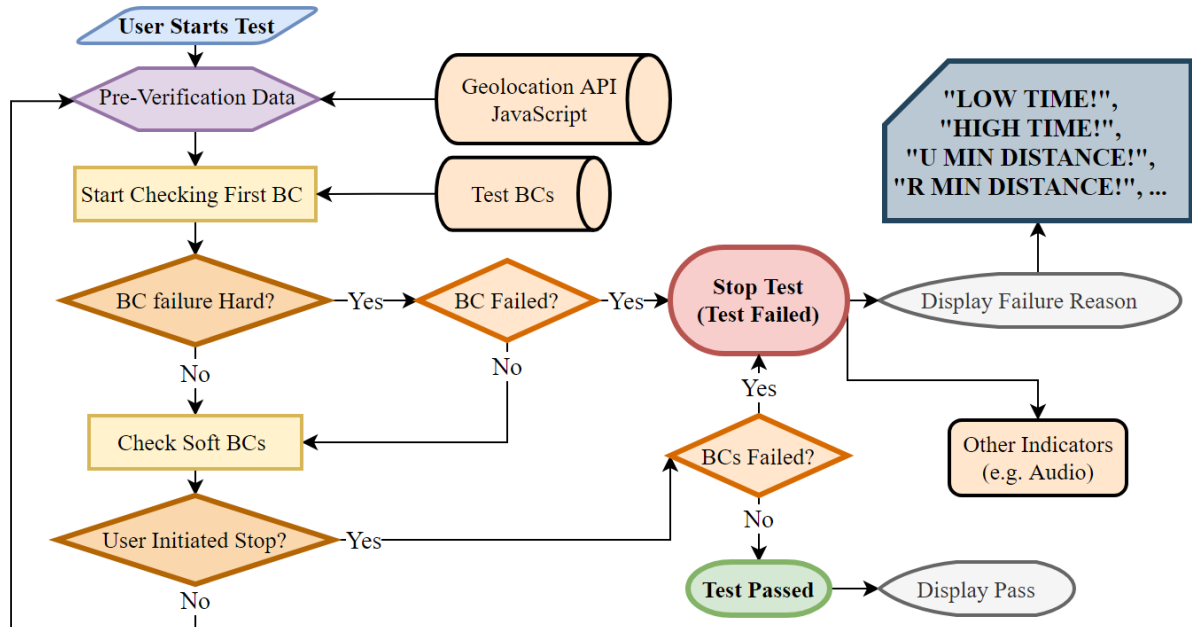 User Starts Test
Pre-Verification Data
Geolocation API
JavaScript
Start Checking First BC
Test BCs
"LOW TIME!",
"HIGH TIME!",
"U MIN DISTANCE!",
"R MIN DISTANCE!", ...
BC failure Hard?
Yes
BC Failed?
Yes
Stop Test
(Test Failed)
Display Failure Reason
No
No
Yes
Check Soft BCs
BCs Failed?
Other Indicators
(e.g. Audio)
User Initiated Stop?
Yes
No
Test Passed
Display Pass
No